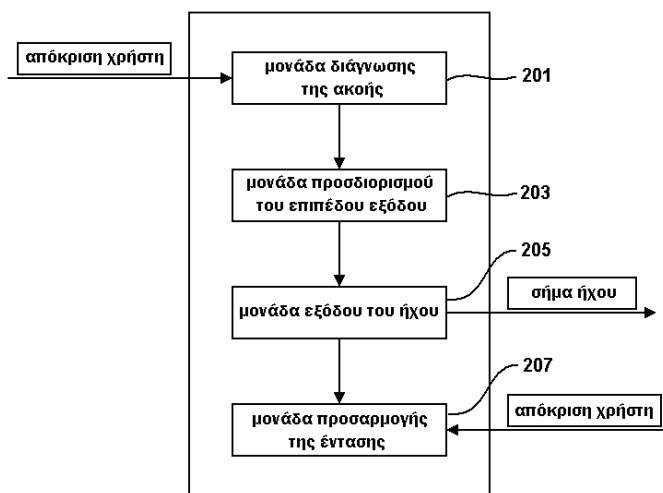 απόκριση χρήστη
μονάδα διάγνωσης
της ακοής
201
μονάδα προσδιορισμού
του επιπέδου εξόδου
203
205
μονάδα εξόδου του ήχου
σήμα ήχου
207
μονάδα προσαρμογής
της έντασης
απόκριση χρήστη